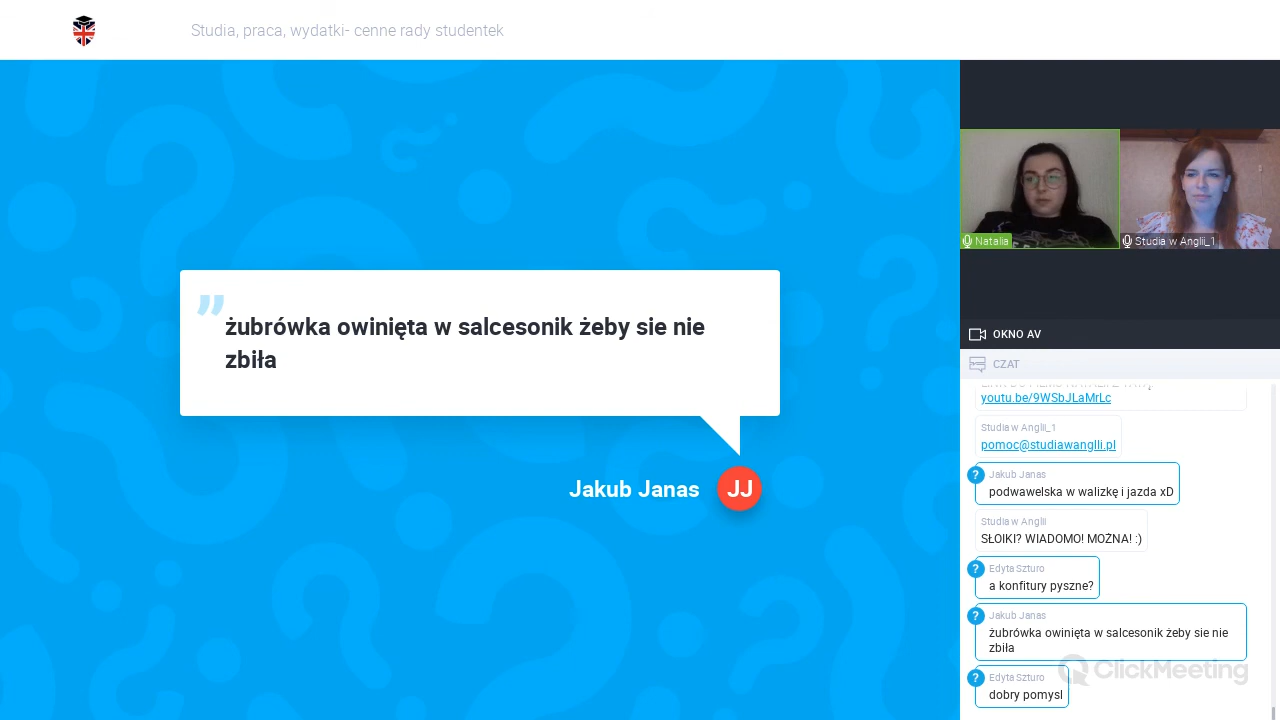 Studia, praca, wydatki- cenne rady studentek
żubrówka owinięta w salcesonik żeby sie nie
zbiła
Jakub Janas
JJ
Natalia
Studia w Anglii_1
OKNO AV
CZAT
youtu.be/9WSbJLaMrLc
Studia w Anglii_1
pomoc@studiawanglii.pl
?
Jakub Janas
podwawelska w walizkę i jazda xD
Studia w Anglii
SŁOIKI? WIADOMO! MOŻNA! :)
?
Edyta Szturo
a konfitury pyszne?
?
Jakub Janas
żubrówka owinięta w salcesonik żeby sie nie
zbiła
ClickMeeting
?
Edyta Szturo
dobry pomysl